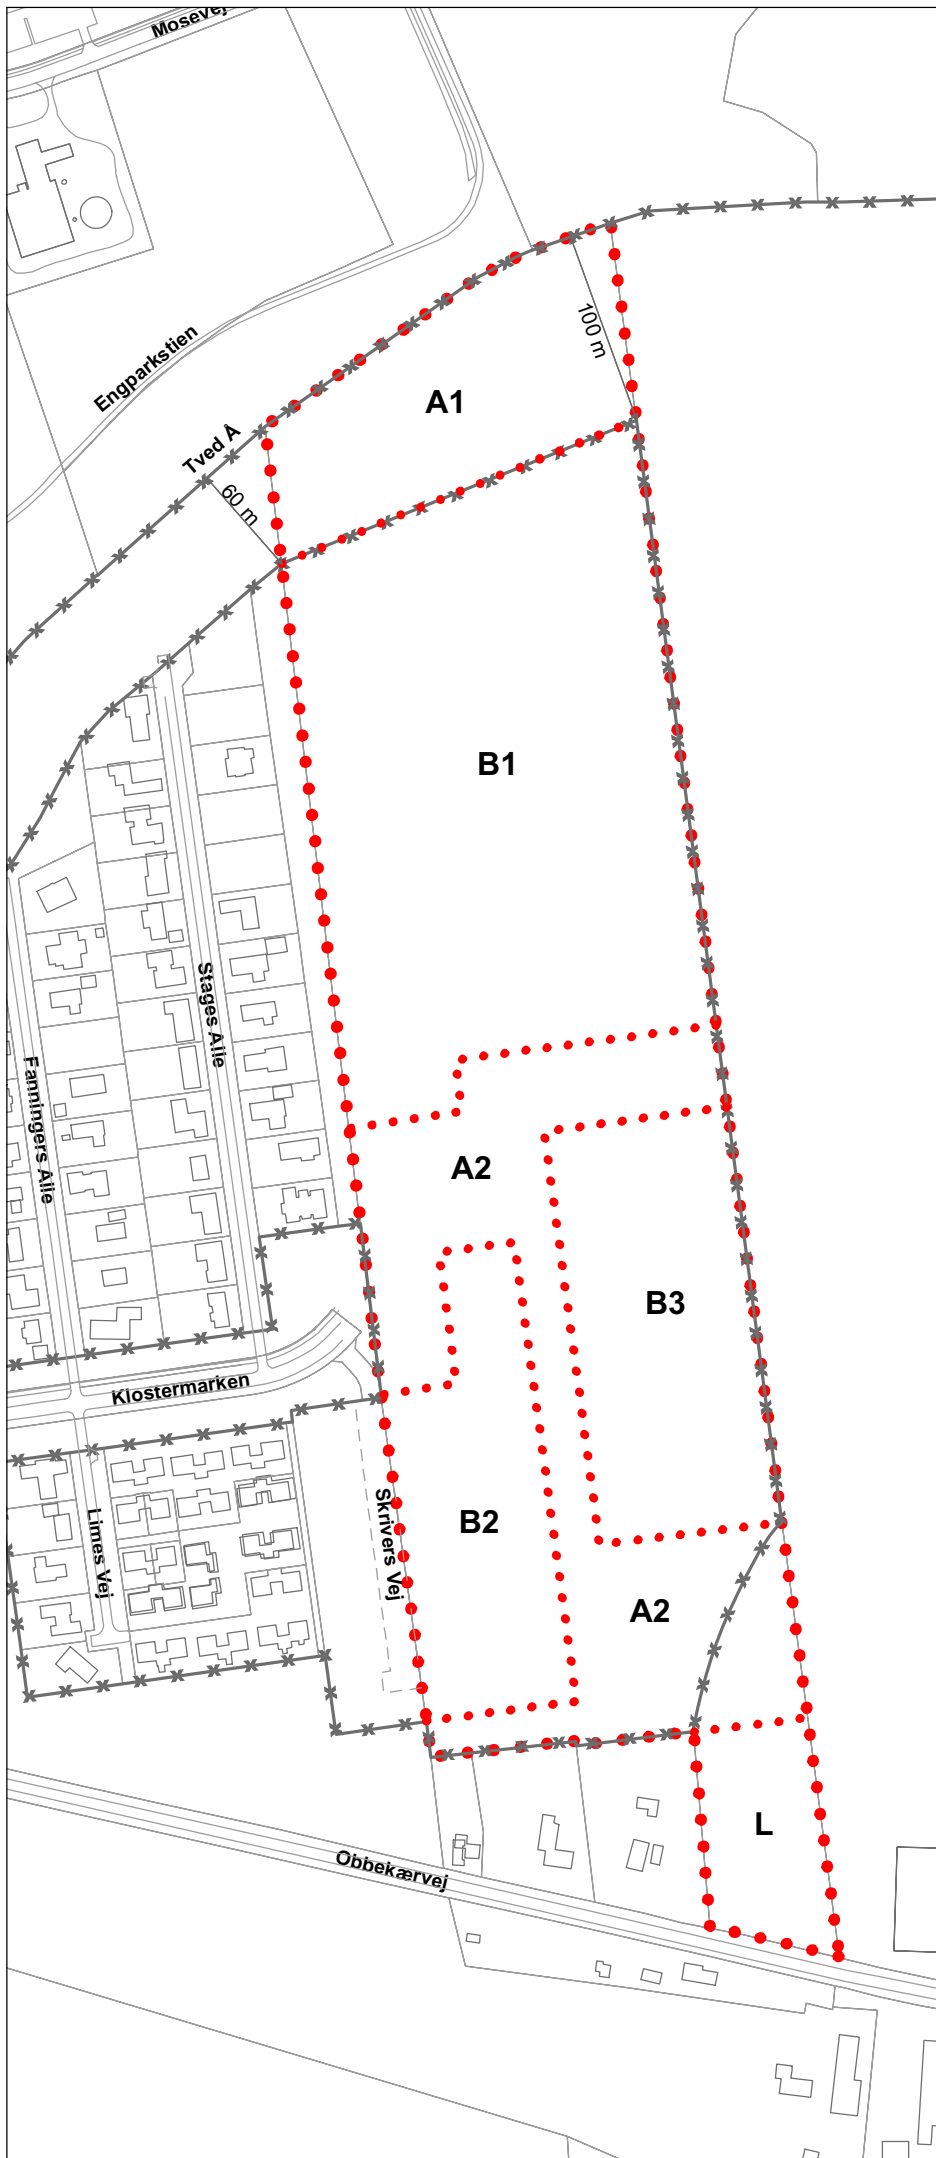 Mosevej
100 m
Engparkstien
A1
Tved Å
60 m
B1
Stages Alle
Fanningers Alle
A2
B3
Klostermarken
Skrivers Vej
Limes Vej
B2
A2
L
Obbekærvej